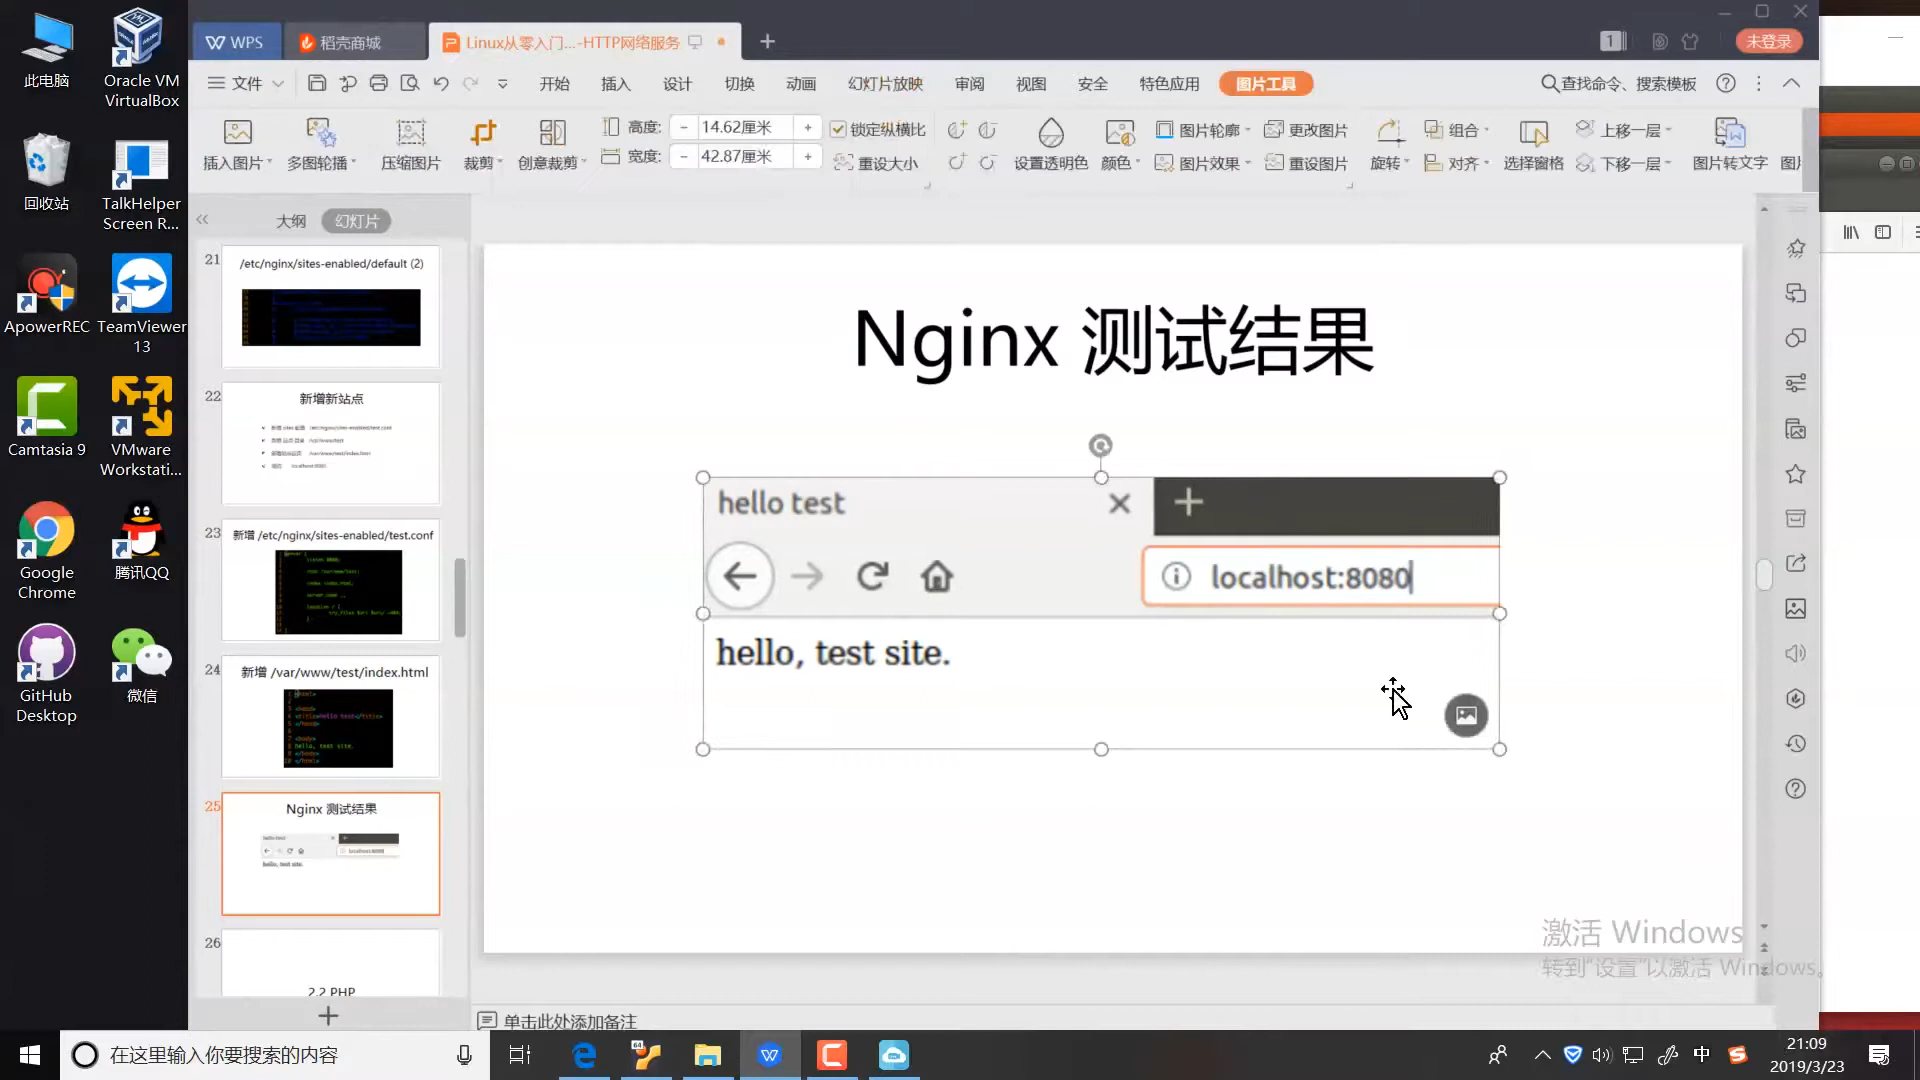 此电脑
Oracle VM
VirtualBox
回收站
TalkHelper
Screen R...
ApowerREC
TeamViewer
13
Camtasia 9
VMware
Workstati...
Google
Chrome
腾讯QQ
GitHub
Desktop
微信
WPS
稻壳商城
Linux从零入门...-HTTP网络服务
1
未登录
文件
开始
插入
设计
切换
动画
幻灯片放映
审阅
视图
安全
特色应用
图片工具
查找命令、搜索模板
插入图片
多图轮播
压缩图片
裁剪
创意裁剪
高度:
14.62厘米
宽度:
42.87厘米
锁定纵横比
重设大小
设置透明色
颜色
图片轮廓
图片效果
更改图片
重设图片
旋转
组合
对齐
选择窗格
上移一层
下移一层
图片转文字
大纲
幻灯片
21
/etc/nginx/sites-enabled/default (2)
22
新增新站点
23
新增 /etc/nginx/sites-enabled/test.conf
24
新增 /var/www/test/index.html
25
Nginx 测试结果
26
2.2 PHP
Nginx 测试结果
hello test
localhost:8080
hello, test site.
激活 Windows
转到"设置"以激活 Windows。
单击此处添加备注
在这里输入你要搜索的内容
64
中
21:09
2019/3/23